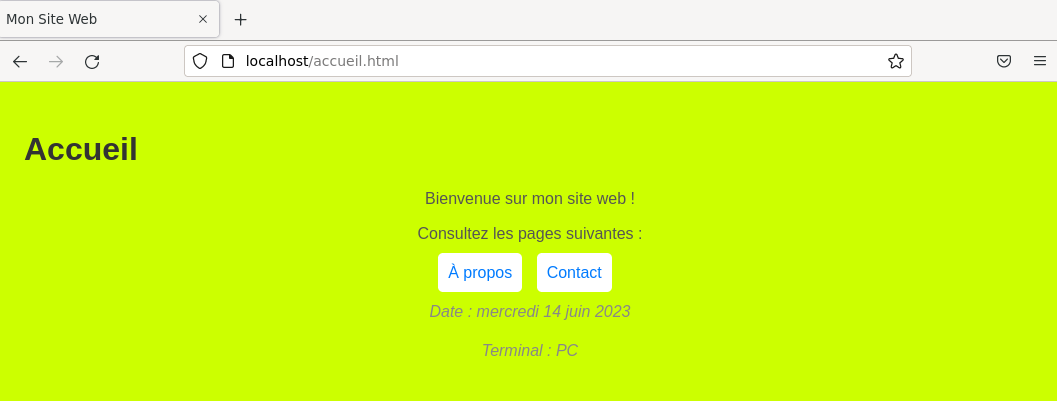 Mon Site Web
localhost/accueil.html
Accueil
Bienvenue sur mon site web !
Consultez les pages suivantes :
À propos Contact
Date : mercredi 14 juin 2023
Terminal : PC